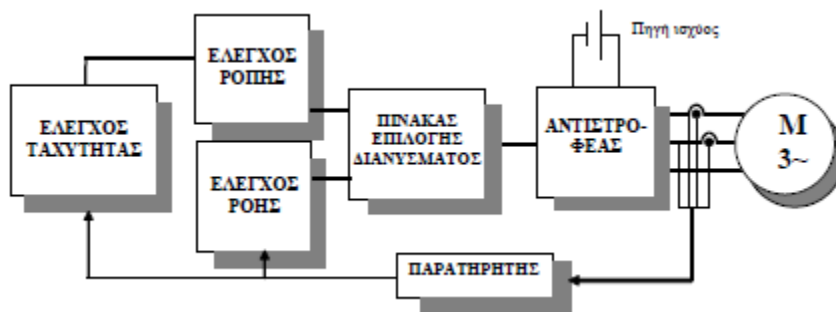 Πηγή ισχύος
ΕΛΕΓΧΟΣ
ΡΟΠΗΣ
ΕΛΕΓΧΟΣ
ΤΑΧΥΤΗΤΑΣ
ΠΙΝΑΚΑΣ
ΕΠΙΛΟΓΗΣ
ΔΙΑΝΥΣΜΑΤΟΣ
ΑΝΤΙΣΤΡΟ-
ΦΕΑΣ
M
3~
ΕΛΕΓΧΟΣ
ΡΟΗΣ
ΠΑΡΑΤΗΡΗΤΗΣ